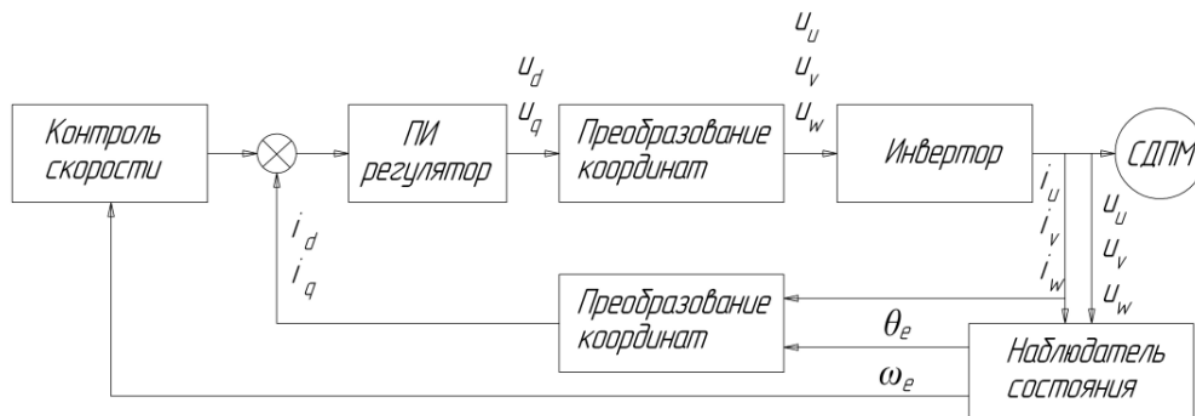 Контроль
скорости
ПИ
регулятор
u_d
u_q
Преобразование
координат
u_u
u_v
u_w
Инвертор
СДПМ
i_d
i_q
Преобразование
координат
i_u
i_v
i_w
u_u
u_v
u_w
θ_e
ω_e
Наблюдатель
состояния